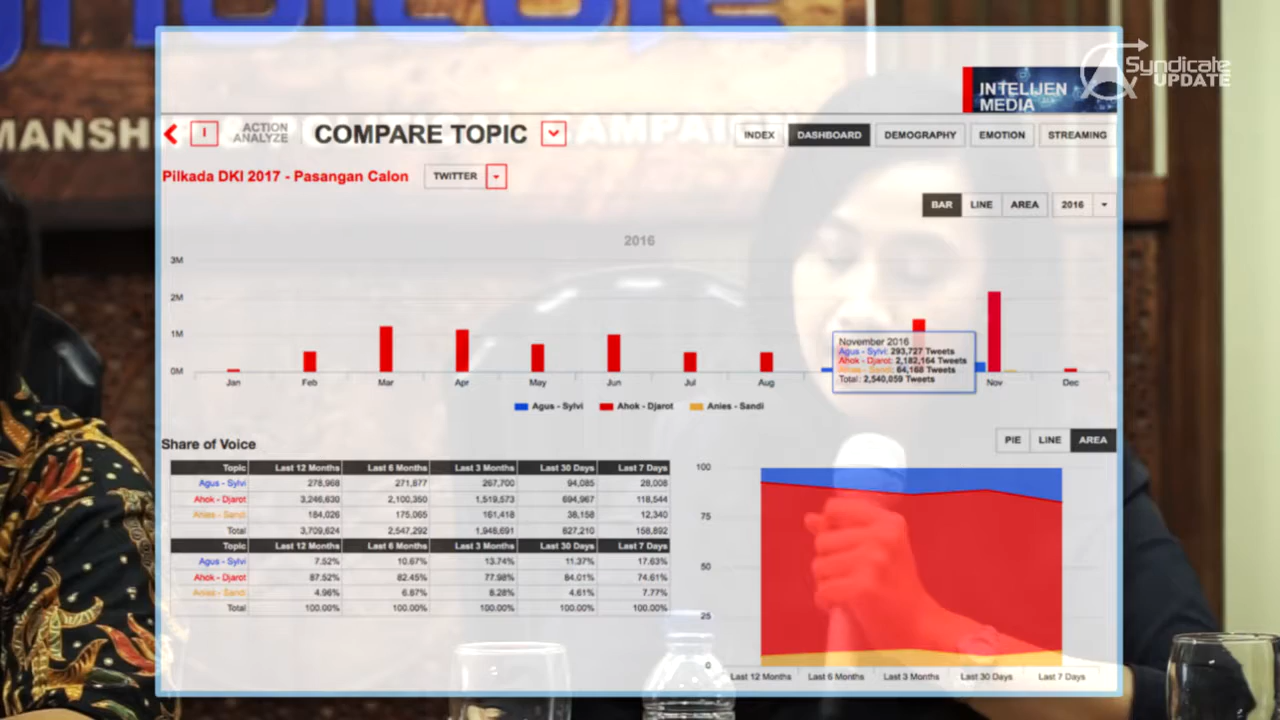 Syndicate
UPDATE
INTELIJEN
MEDIA
I
ACTION
ANALYZE
COMPARE TOPIC
INDEX
DASHBOARD
DEMOGRAPHY
EMOTION
STREAMING
Pilkada DKI 2017 - Pasangan Calon
TWITTER
BAR
LINE
AREA
2016
2016
3M
2M
1M
0M
Jan Feb Mar Apr May Jun Jul Aug Nov Dec
November 2016
Agus - Sylvi: 293,727 Tweets
Ahok - Djarot: 2,182,164 Tweets
Anies - Sandi: 64,168 Tweets
Total: 2,540,059 Tweets
Agus - Sylvi Ahok - Djarot Anies - Sandi
Share of Voice
PIE
LINE
AREA
Topic Last 12 Months Last 6 Months Last 3 Months Last 30 Days Last 7 Days
Agus - Sylvi 278,968 271,877 267,700 94,085 28,008
Ahok - Djarot 3,246,630 2,100,350 1,519,573 694,967 118,544
Anies - Sandi 184,026 175,065 161,418 38,158 12,340
Total 3,709,624 2,547,292 1,948,691 827,210 158,892
Topic Last 12 Months Last 6 Months Last 3 Months Last 30 Days Last 7 Days
Agus - Sylvi 7.52% 10.67% 13.74% 11.37% 17.63%
Ahok - Djarot 87.52% 82.45% 77.98% 84.01% 74.61%
Anies - Sandi 4.96% 6.87% 8.28% 4.61% 7.77%
Total 100.00% 100.00% 100.00% 100.00% 100.00%
100
75
50
25
0
Last 12 Months Last 6 Months Last 3 Months Last 30 Days Last 7 Days